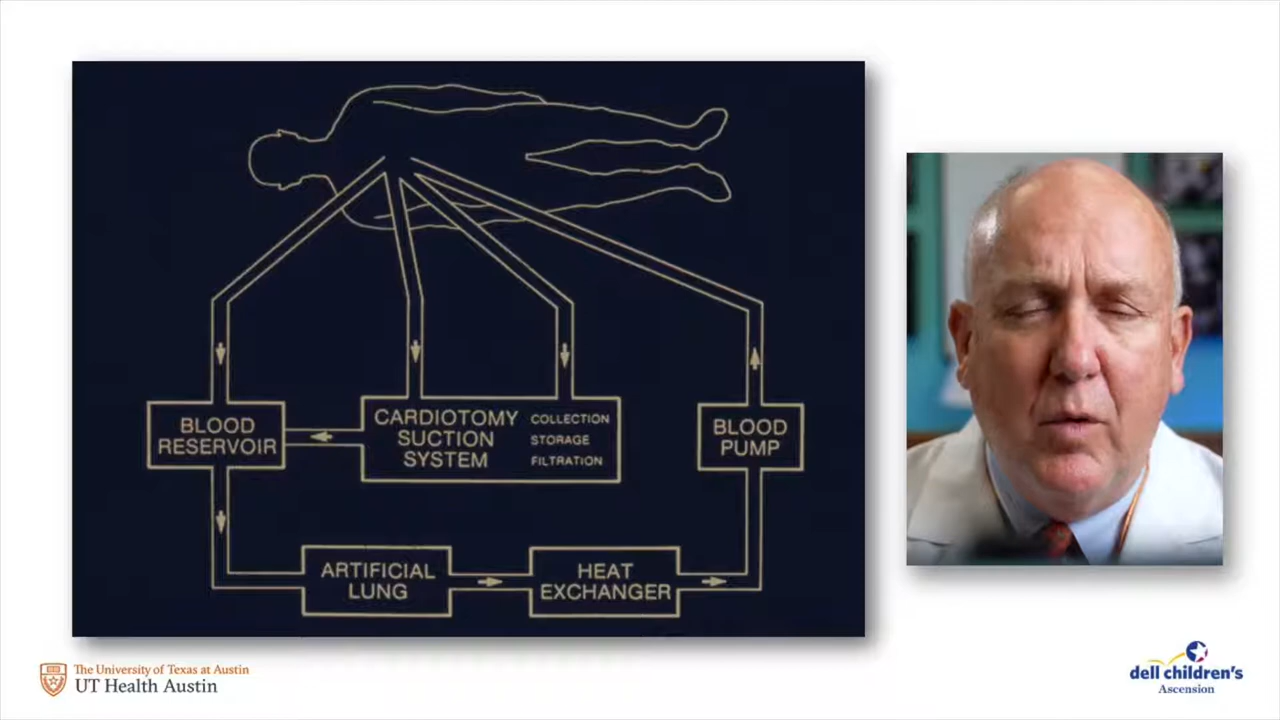 BLOOD
RESERVOIR
CARDIOTOMY
SUCTION
SYSTEM
COLLECTION
STORAGE
FILTRATION
BLOOD
PUMP
ARTIFICIAL
LUNG
HEAT
EXCHANGER
The University of Texas at Austin
UT Health Austin
dell children's
Ascension